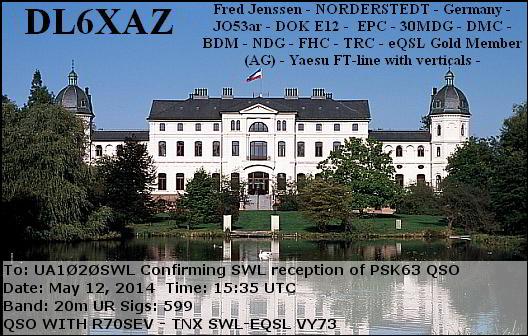 DL6XAZ
Fred Jenssen - NORDERSTEDT - Germany -
JO53ar - DOK E12 - EPC - 30MDG - DMC -
BDM - NDG - FHC - TRC - eQSL Gold Member
(AG) - Yaesu FT-line with verticals -
To: UA1Ø2ØSWL Confirming SWL reception of PSK63 QSO
Date: May 12, 2014 Time: 15:35 UTC
Band: 20m UR Sigs: 599
QSO WITH R70SEV - TNX SWL-EQSL VY73